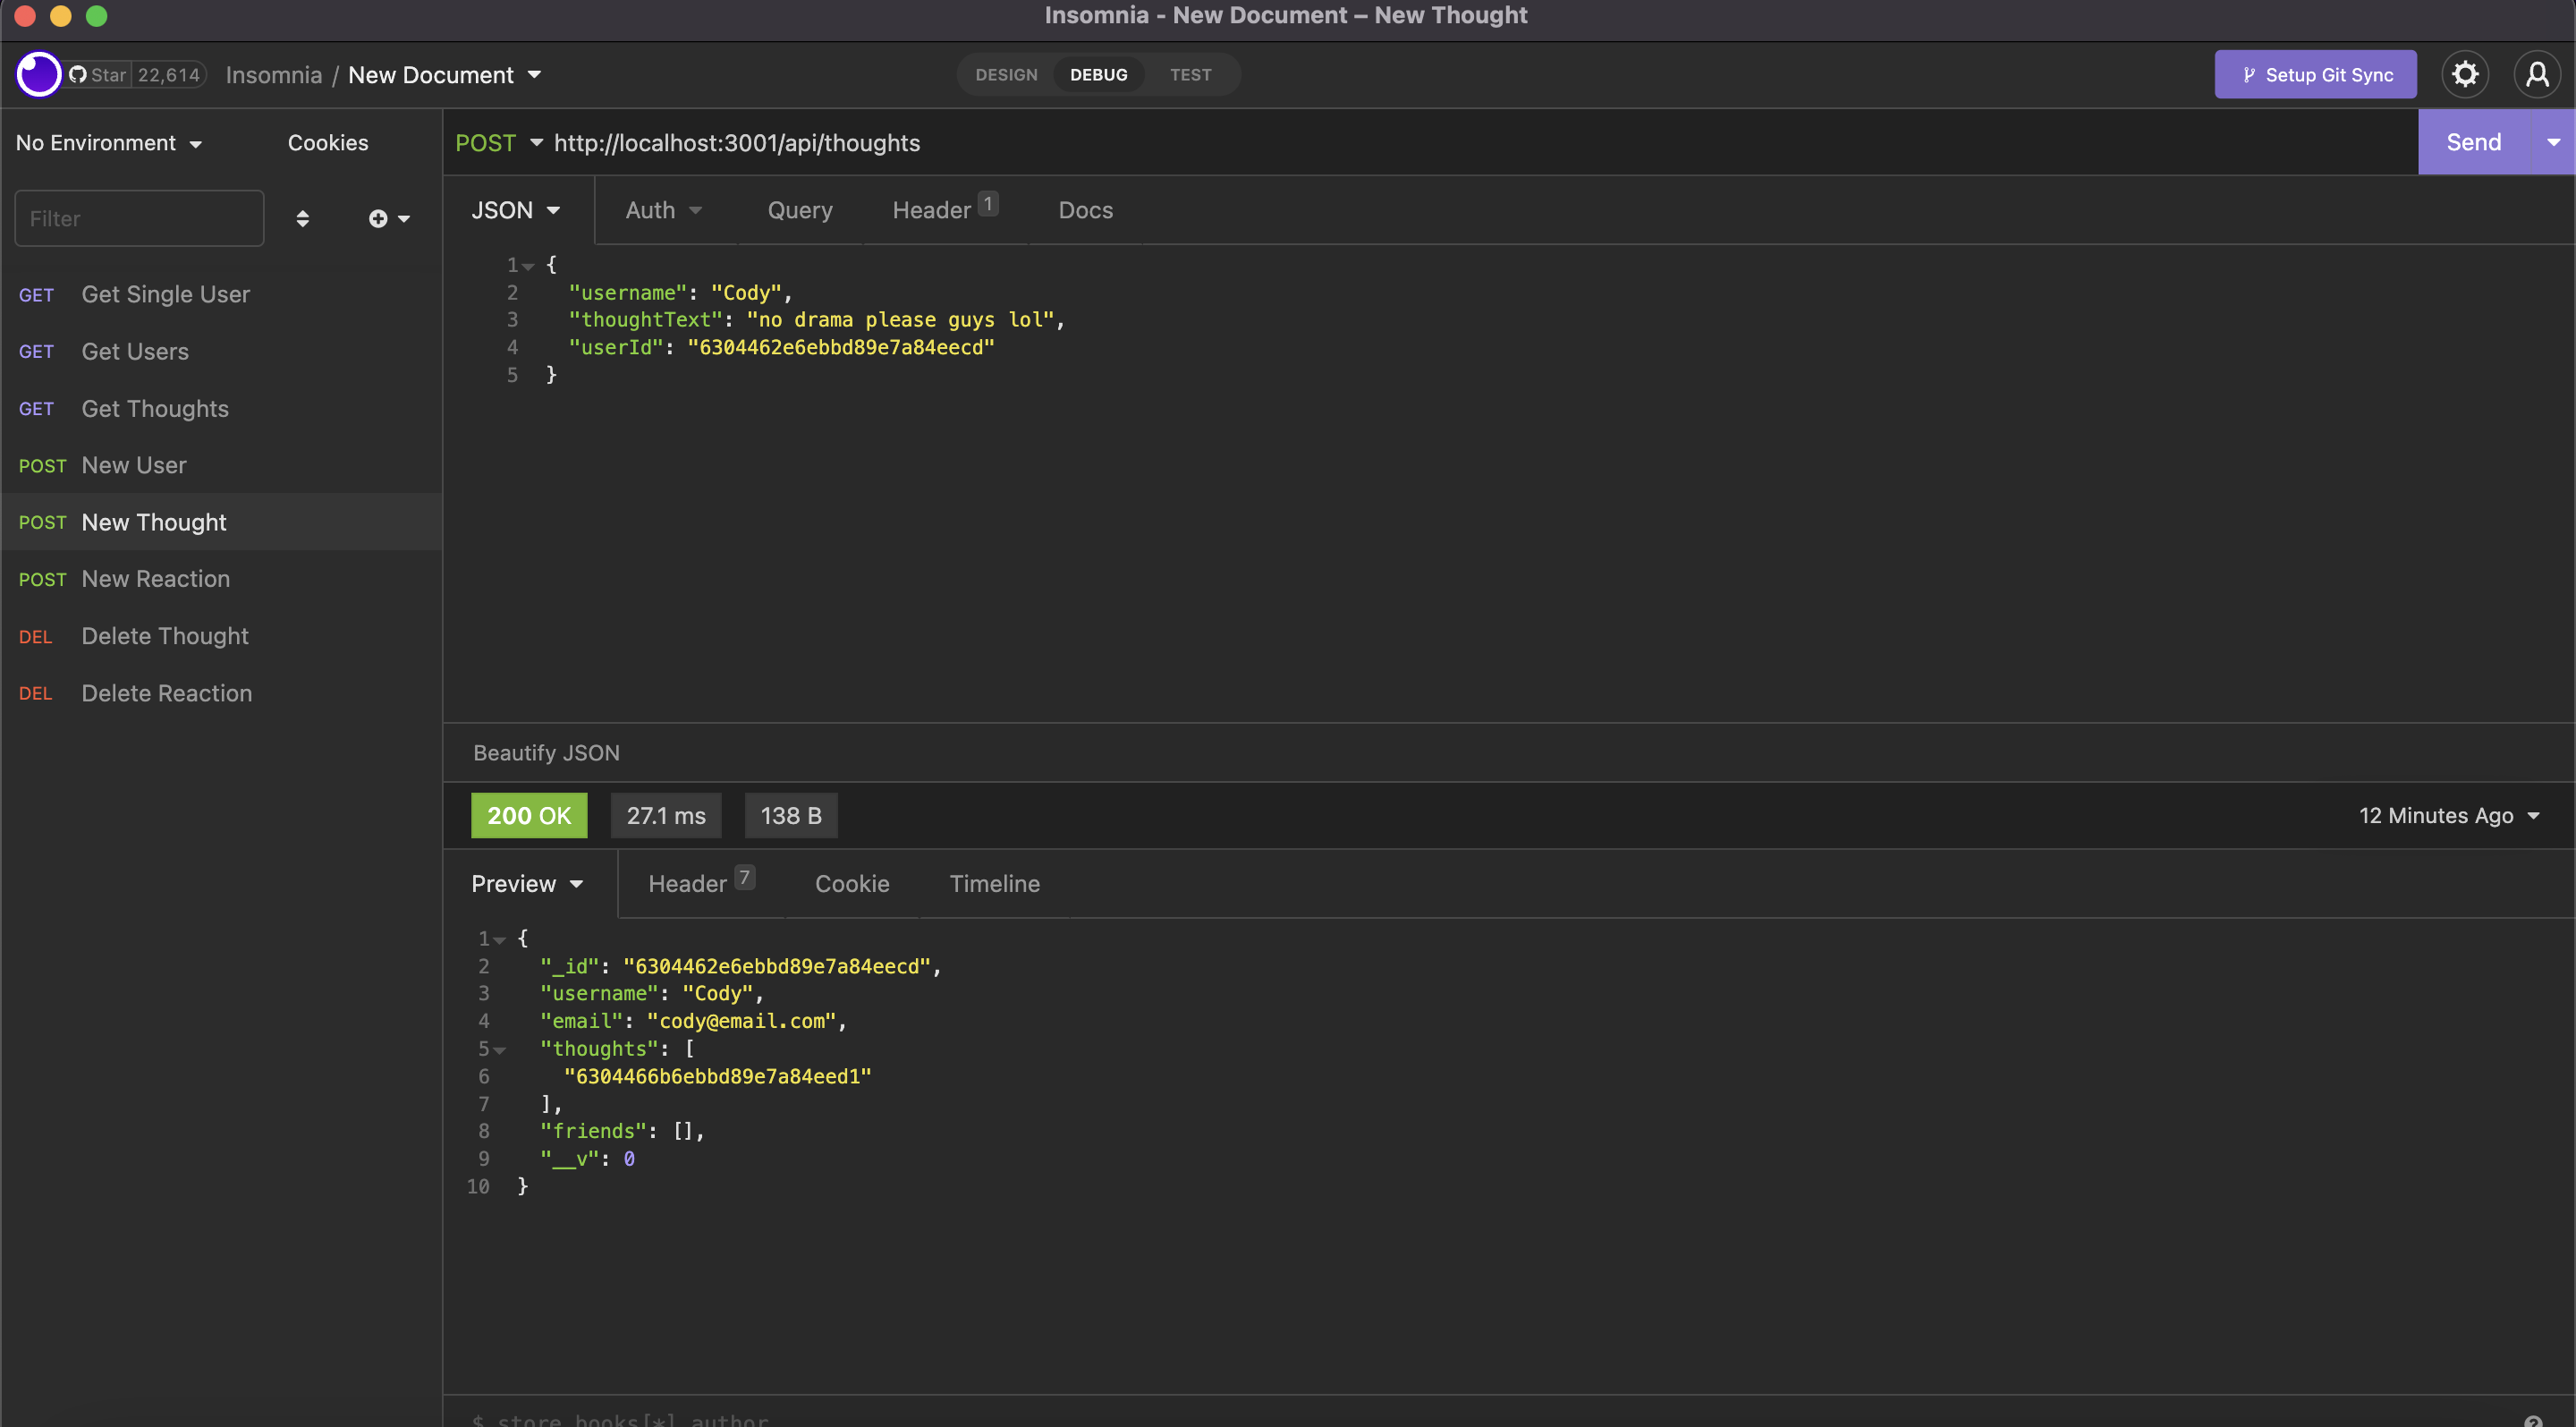 Insomnia - New Document – New Thought
Star 22,614 Insomnia / New Document DESIGN DEBUG TEST Setup Git Sync
No Environment Cookies
Filter
GET Get Single User
GET Get Users
GET Get Thoughts
POST New User
POST New Thought
POST New Reaction
DEL Delete Thought
DEL Delete Reaction
POST http://localhost:3001/api/thoughts Send
JSON Auth Query Header 1 Docs
1 {
2 "username": "Cody",
3 "thoughtText": "no drama please guys lol",
4 "userId": "6304462e6ebbd89e7a84eecd"
5 }
Beautify JSON
200 OK 27.1 ms 138 B 12 Minutes Ago
Preview Header 7 Cookie Timeline
1 {
2 "_id": "6304462e6ebbd89e7a84eecd",
3 "username": "Cody",
4 "email": "cody@email.com",
5 "thoughts": [
6 "6304466b6ebbd89e7a84eed1"
7 ],
8 "friends": [],
9 "__v": 0
10 }
$.store.books[*].author